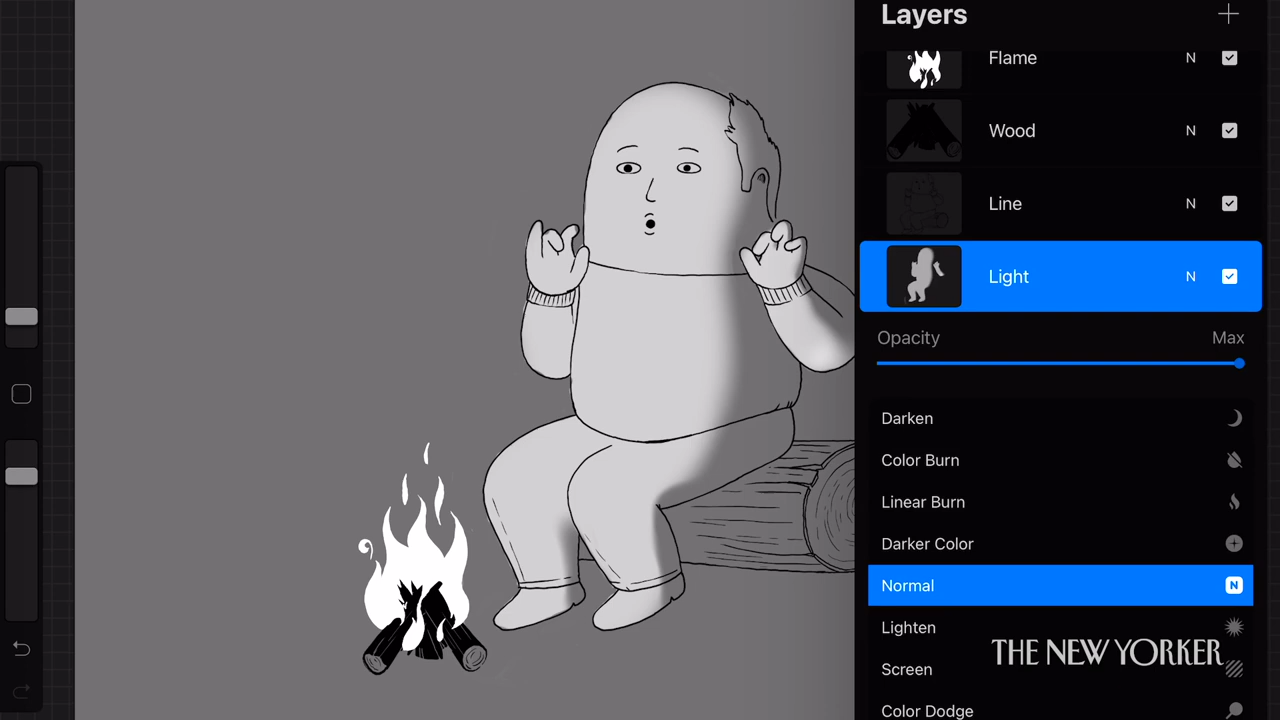 Layers
Flame N
Wood N
Line N
Light N
Opacity Max
Darken
Color Burn
Linear Burn
Darker Color
Normal N
Lighten
THE NEW YORKER
Screen
Color Dodge